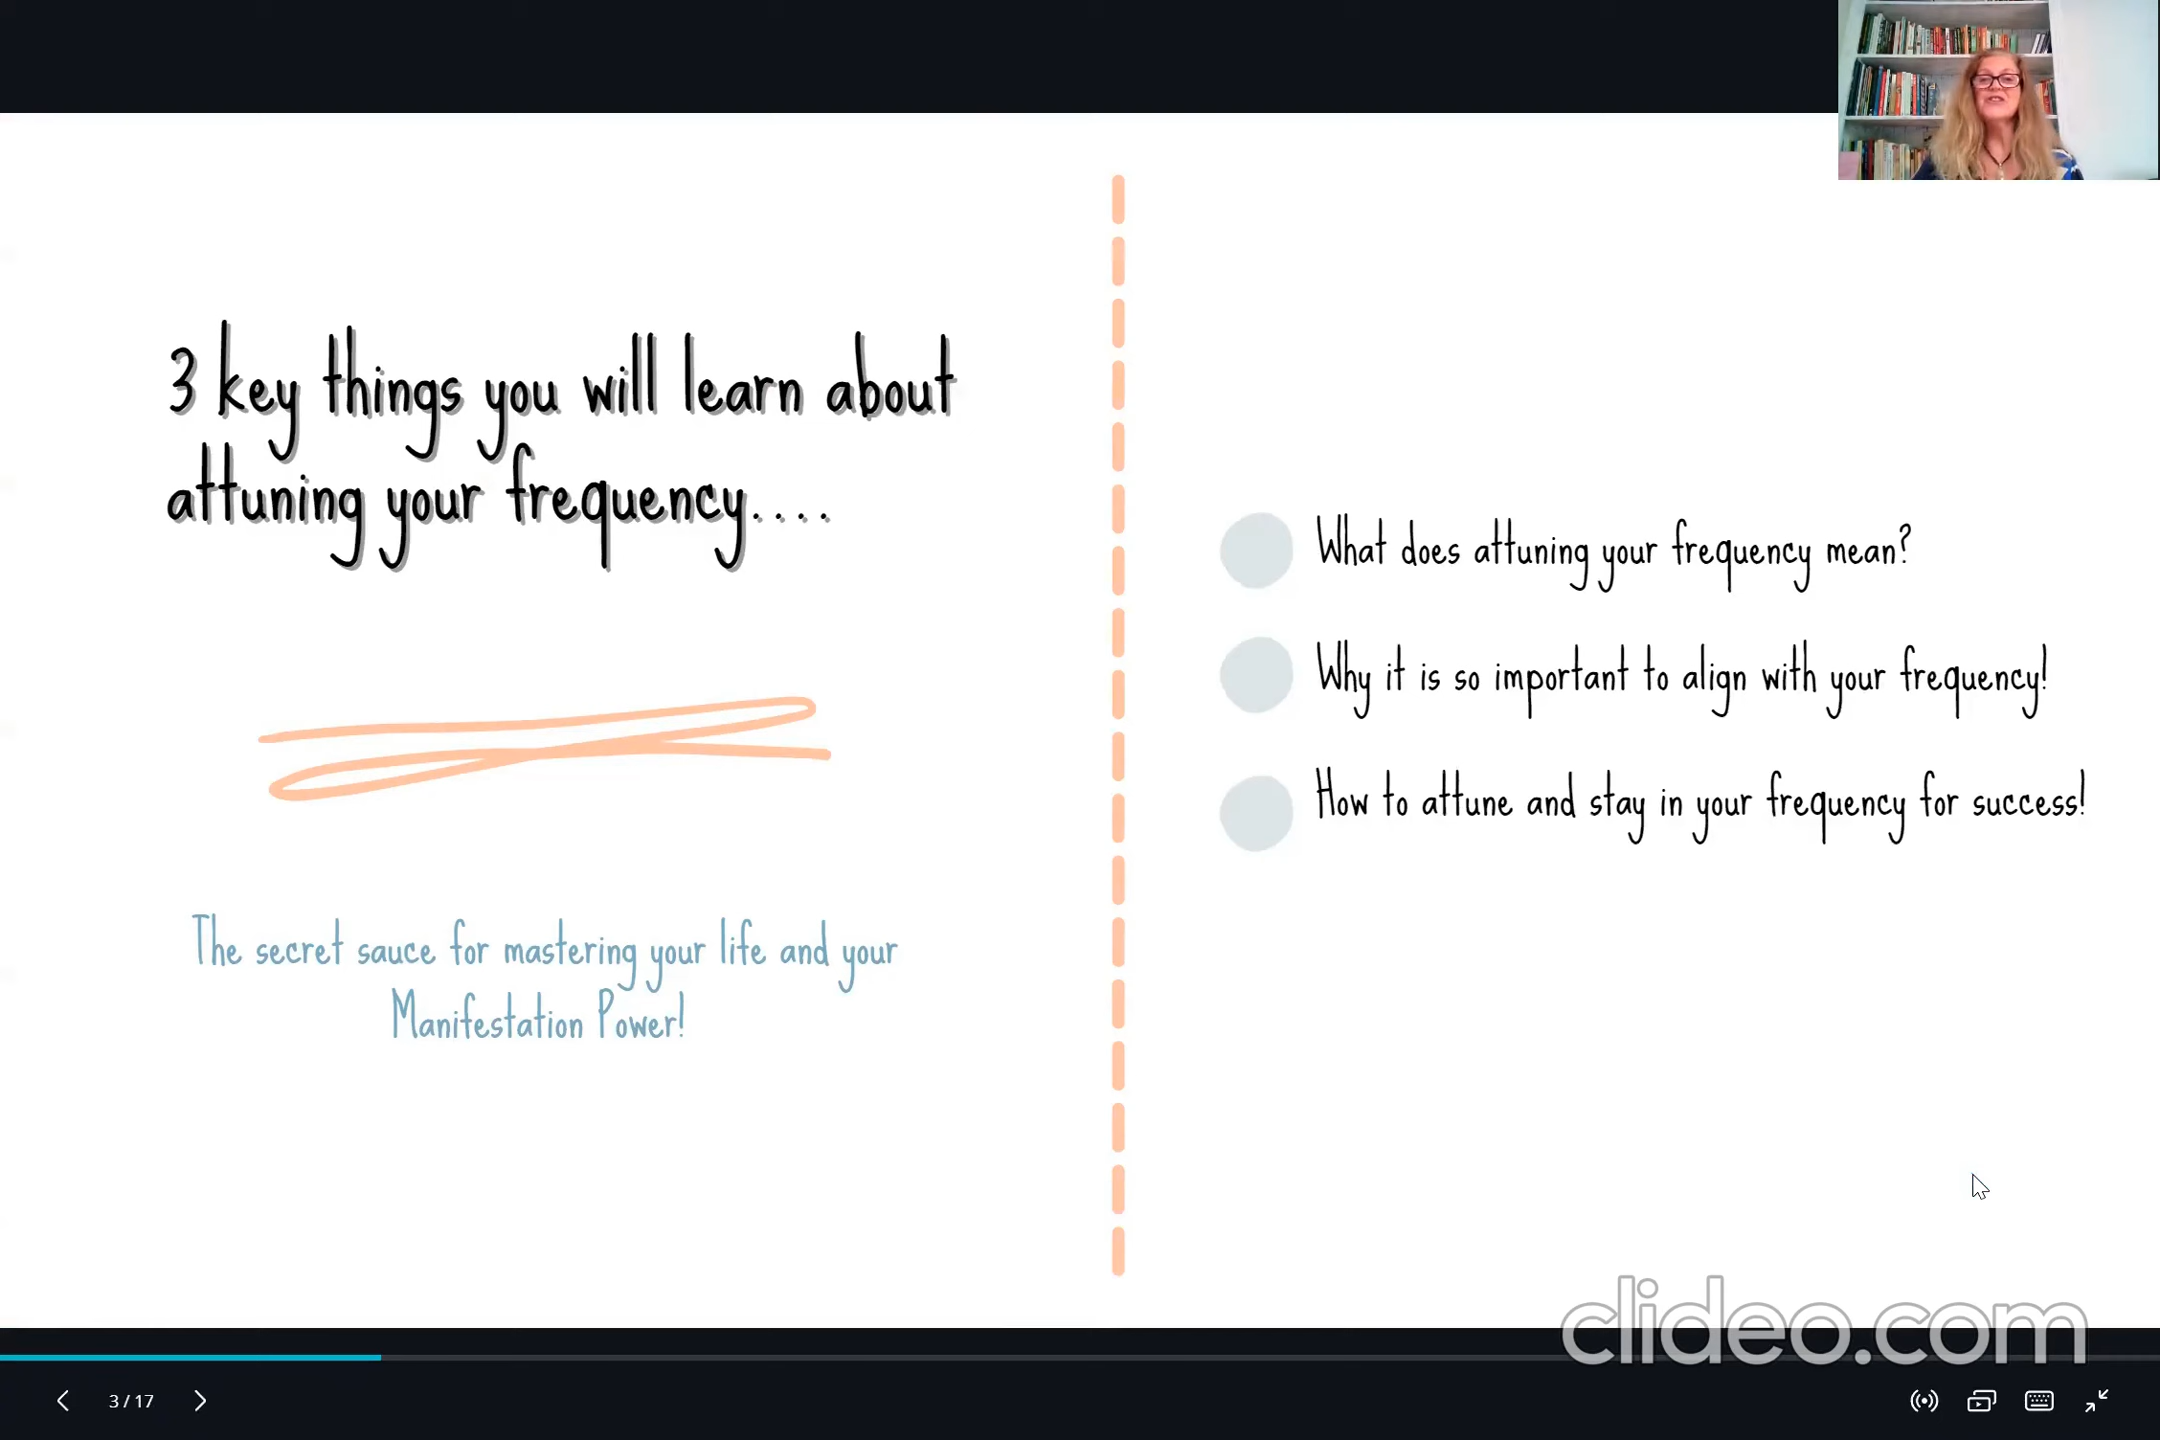 3 key things you will learn about
attuning your frequency....
The secret sauce for mastering your life and your
Manifestation Power!
What does attuning your frequency mean?
Why it is so important to align with your frequency!
How to attune and stay in your frequency for success!
clideo.com
3 / 17